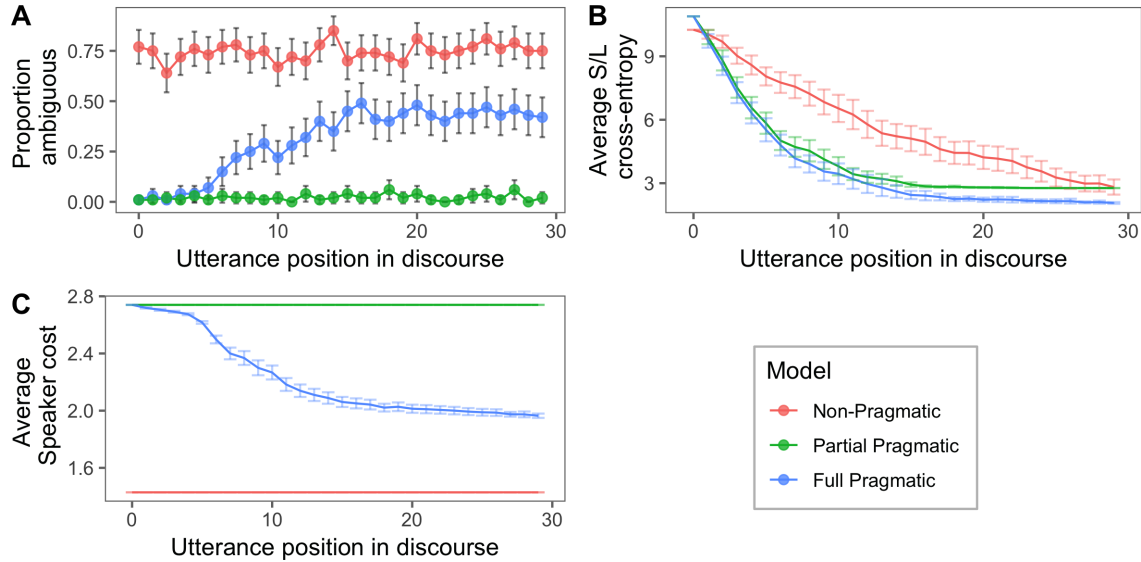 A
Proportion
ambiguous
0.75
0.50
0.25
0.00
0
10
20
30
Utterance position in discourse
B
Average S/L
cross-entropy
9
6
3
0
10
20
30
Utterance position in discourse
C
Average
Speaker cost
2.8
2.4
2.0
1.6
0
10
20
30
Utterance position in discourse
Model
Non-Pragmatic
Partial Pragmatic
Full Pragmatic